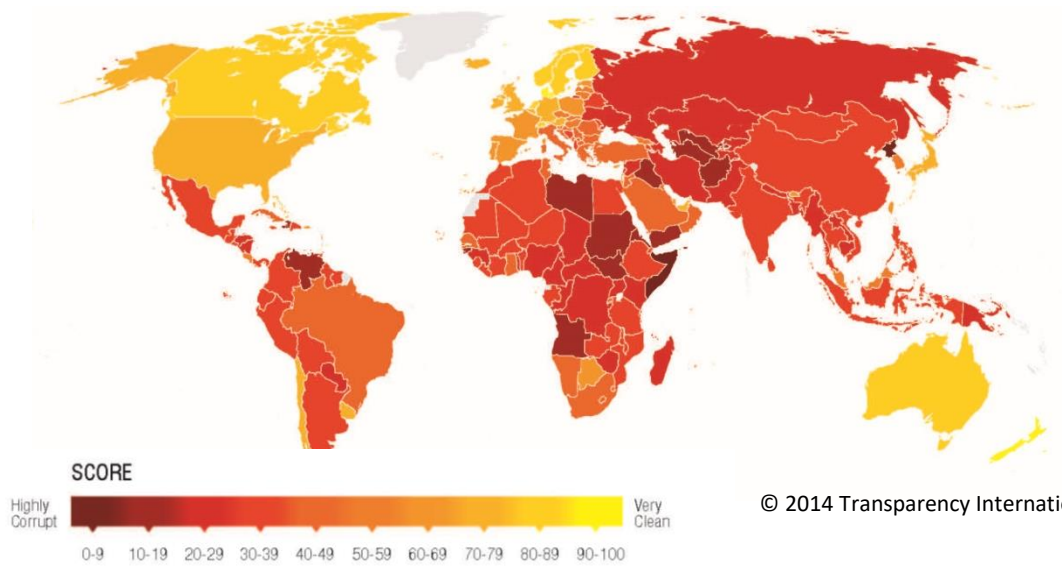 SCORE
Highly
Corrupt
Very
Clean
0-9 10-19 20-29 30-39 40-49 50-59 60-69 70-79 80-89 90-100
© 2014 Transparency Internati